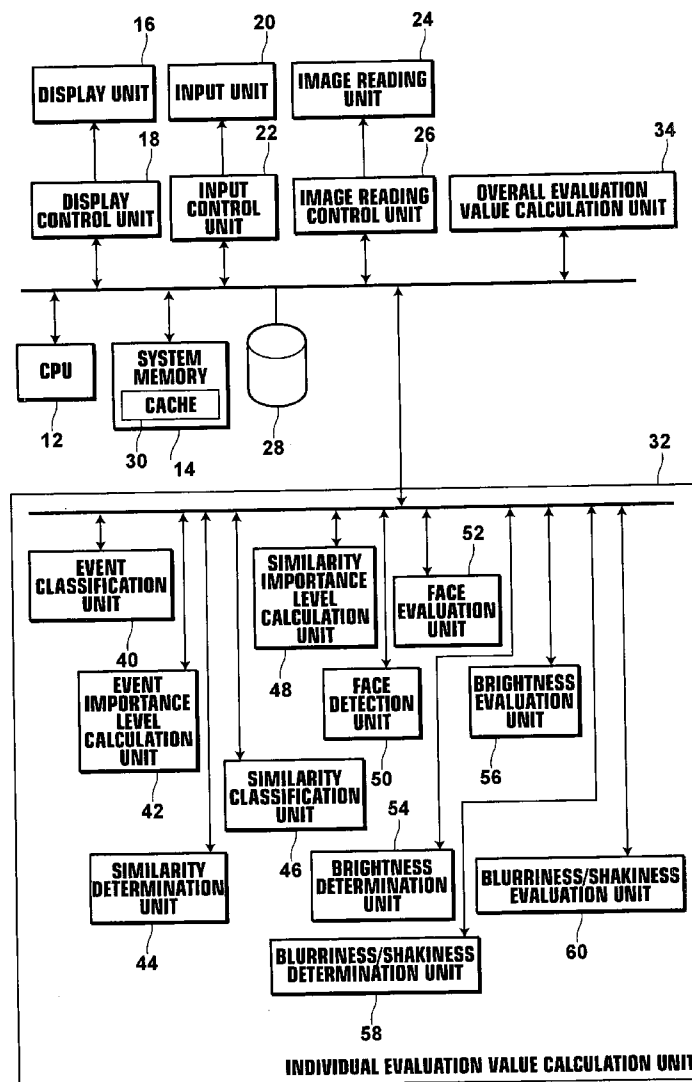 16
20
24
DISPLAY UNIT
INPUT UNIT
IMAGE READING
UNIT
18
22
26
34
DISPLAY
CONTROL UNIT
INPUT
CONTROL
UNIT
IMAGE READING
CONTROL UNIT
OVERALL EVALUATION
VALUE CALCULATION UNIT
CPU
12
SYSTEM
MEMORY
CACHE
30
14
28
32
EVENT
CLASSIFICATION
UNIT
40
SIMILARITY
IMPORTANCE
LEVEL
CALCULATION
UNIT
48
52
FACE
EVALUATION
UNIT
EVENT
IMPORTANCE
LEVEL
CALCULATION
UNIT
42
FACE
DETECTION
UNIT
50
BRIGHTNESS
EVALUATION
UNIT
56
SIMILARITY
CLASSIFICATION
UNIT
46
54
SIMILARITY
DETERMINATION
UNIT
44
BRIGHTNESS
DETERMINATION
UNIT
BLURRINESS/SHAKINESS
EVALUATION UNIT
60
BLURRINESS/SHAKINESS
DETERMINATION UNIT
58
INDIVIDUAL EVALUATION VALUE CALCULATION UNIT